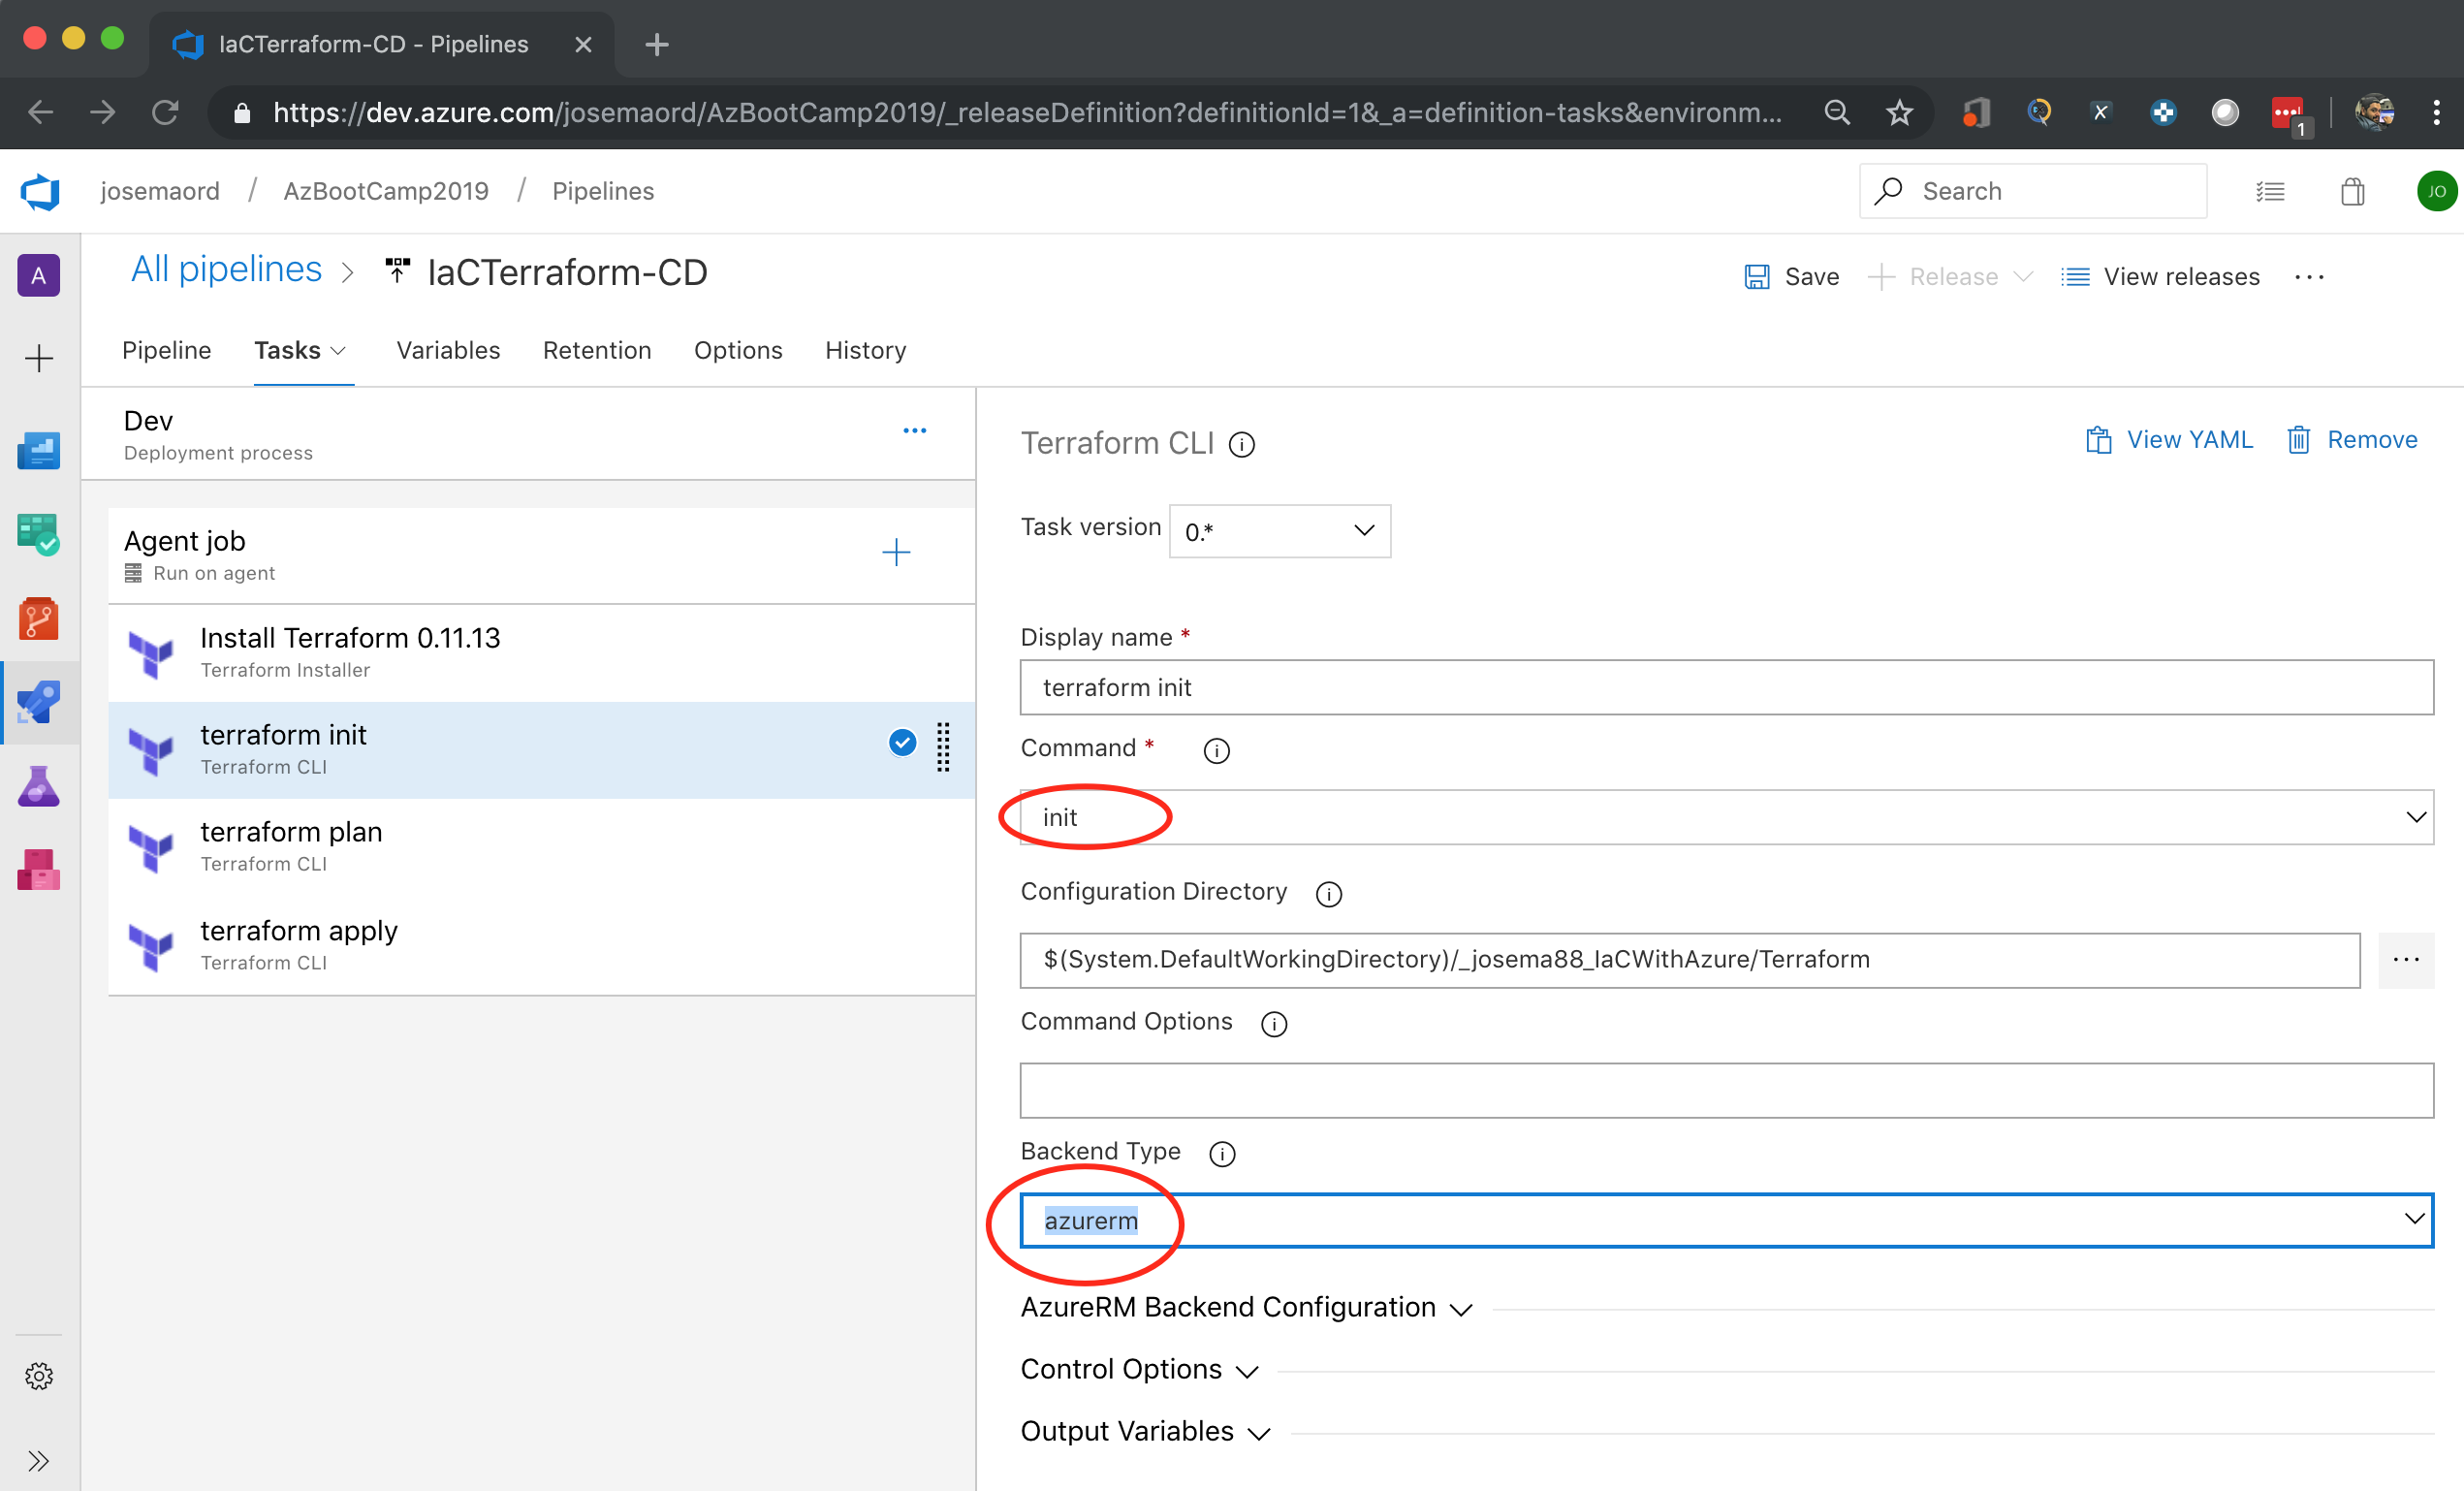 IaCTerraform-CD - Pipelines
https://dev.azure.com/josemaord/AzBootCamp2019/_releaseDefinition?definitionId=1&_a=definition-tasks&environm...
1
josemaord / AzBootCamp2019 / Pipelines
Search
JO
A
All pipelines > IaCTerraform-CD
Save
Release
View releases
Pipeline
Tasks
Variables
Retention
Options
History
Dev
Deployment process
Agent job
Run on agent
Install Terraform 0.11.13
Terraform Installer
terraform init
Terraform CLI
terraform plan
Terraform CLI
terraform apply
Terraform CLI
Terraform CLI
View YAML
Remove
Task version
0.*
Display name *
terraform init
Command *
init
Configuration Directory
$(System.DefaultWorkingDirectory)/_josema88_IaCWithAzure/Terraform
Command Options
Backend Type
azurerm
AzureRM Backend Configuration
Control Options
Output Variables